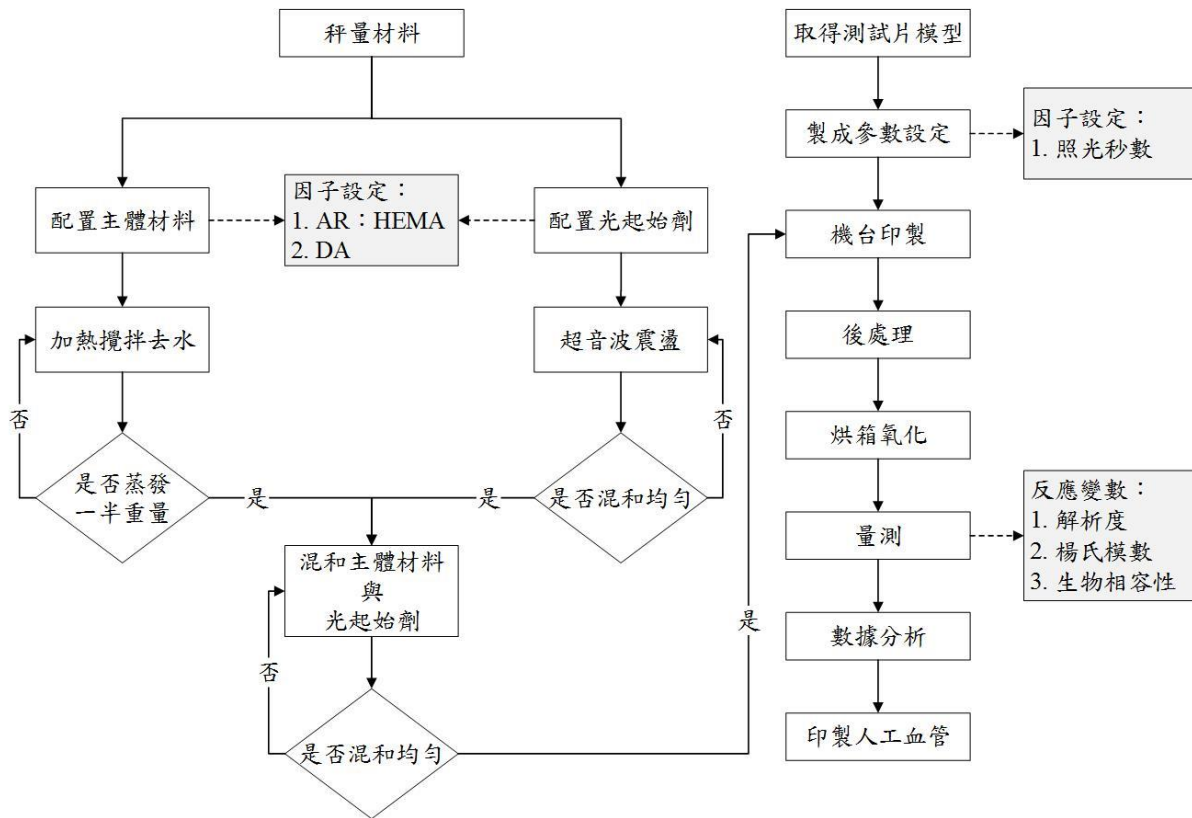 秤量材料
配置主體材料
因子設定：
1. AR：HEMA
2. DA
配置光起始劑
加熱攪拌去水
超音波震盪
否
否
是否蒸發
一半重量
是
是
是否混和均勻
混和主體材料
與
光起始劑
否
是否混和均勻
是
取得測試片模型
製成參數設定
因子設定：
1. 照光秒數
機台印製
後處理
烘箱氧化
量測
反應變數：
1. 解析度
2. 楊氏模數
3. 生物相容性
數據分析
印製人工血管